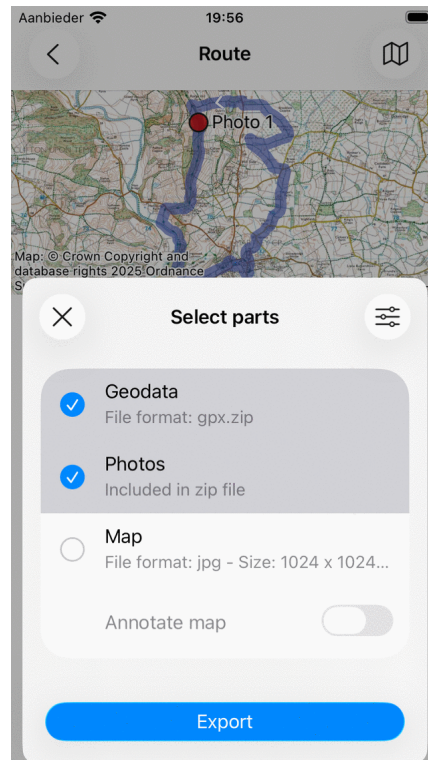 Aanbieder 19:56
Route
Photo 1
Map: © Crown Copyright and
database rights 2025 Ordnance
Select parts
Geodata
File format: gpx.zip
Photos
Included in zip file
Map
File format: jpg - Size: 1024 x 1024...
Annotate map
Export